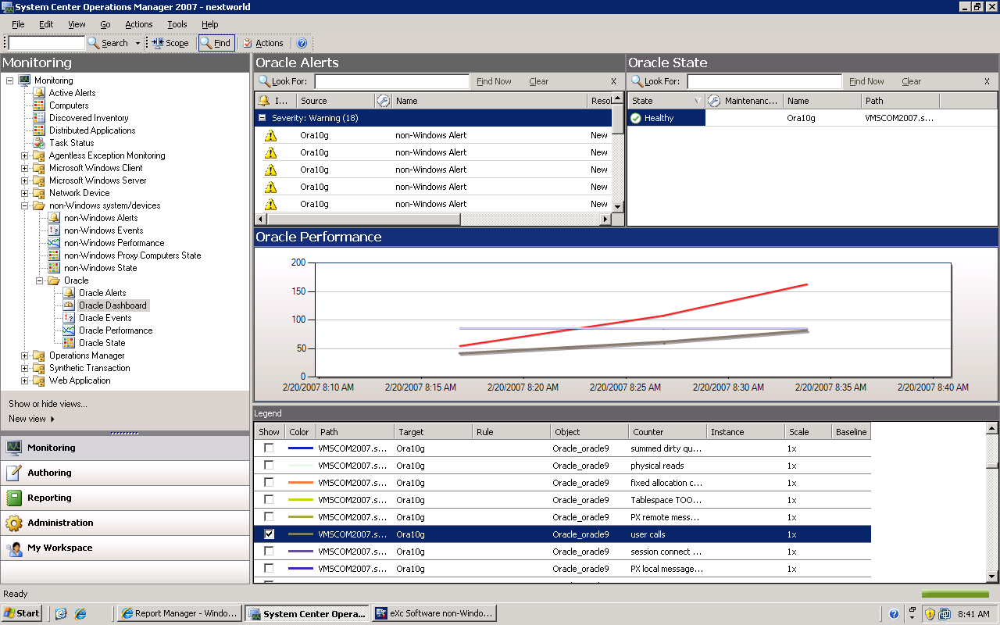 System Center Operations Manager 2007 - nextworld
File Edit View Go Actions Tools Help
Search Scope Find Actions
Monitoring
Monitoring
Active Alerts
Computers
Discovered Inventory
Distributed Applications
Task Status
Agentless Exception Monitoring
Microsoft Windows Client
Microsoft Windows Server
Network Device
non-Windows system/devices
non-Windows Alerts
non-Windows Events
non-Windows Performance
non-Windows Proxy Computers State
non-Windows State
Oracle
Oracle Alerts
Oracle Dashboard
Oracle Events
Oracle Performance
Oracle State
Operations Manager
Synthetic Transaction
Web Application
Show or hide views...
New view
Monitoring
Authoring
Reporting
Administration
My Workspace
Oracle Alerts
Look For: Find Now Clear X
I... Source Name Resol
Severity: Warning (18)
Ora10g non-Windows Alert New
Ora10g non-Windows Alert New
Ora10g non-Windows Alert New
Ora10g non-Windows Alert New
Ora10g non-Windows Alert New
Oracle State
Look For: Find Now Clear X
State Maintenanc... Name Path
Healthy Ora10g VMSCOM2007.s...
Oracle Performance
200
150
100
50
0
2/20/2007 8:10 AM 2/20/2007 8:15 AM 2/20/2007 8:20 AM 2/20/2007 8:25 AM 2/20/2007 8:30 AM 2/20/2007 8:35 AM 2/20/2007 8:40 AM
Legend
Show Color Path Target Rule Object Counter Instance Scale Baseline
VMSCOM2007.s... Ora10g Oracle_oracle9 summed dirty qu... 1x
VMSCOM2007.s... Ora10g Oracle_oracle9 physical reads 1x
VMSCOM2007.s... Ora10g Oracle_oracle9 fixed allocation c... 1x
VMSCOM2007.s... Ora10g Oracle_oracle9 Tablespace TOO... 1x
VMSCOM2007.s... Ora10g Oracle_oracle9 PX remote mess... 1x
VMSCOM2007.s... Ora10g Oracle_oracle9 user calls 1x
VMSCOM2007.s... Ora10g Oracle_oracle9 session connect ... 1x
VMSCOM2007.s... Ora10g Oracle_oracle9 PX local message... 1x
Ready
Start Report Manager - Windo... System Center Opera... eXc Software non-Windo... 8:41 AM